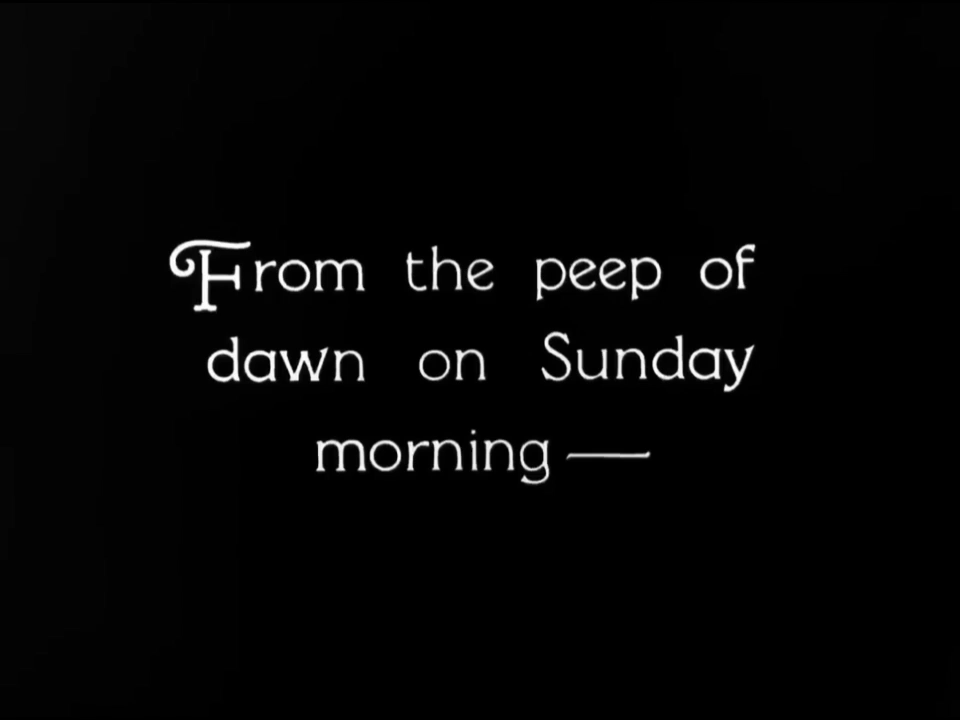 From the peep of
dawn on Sunday
morning —